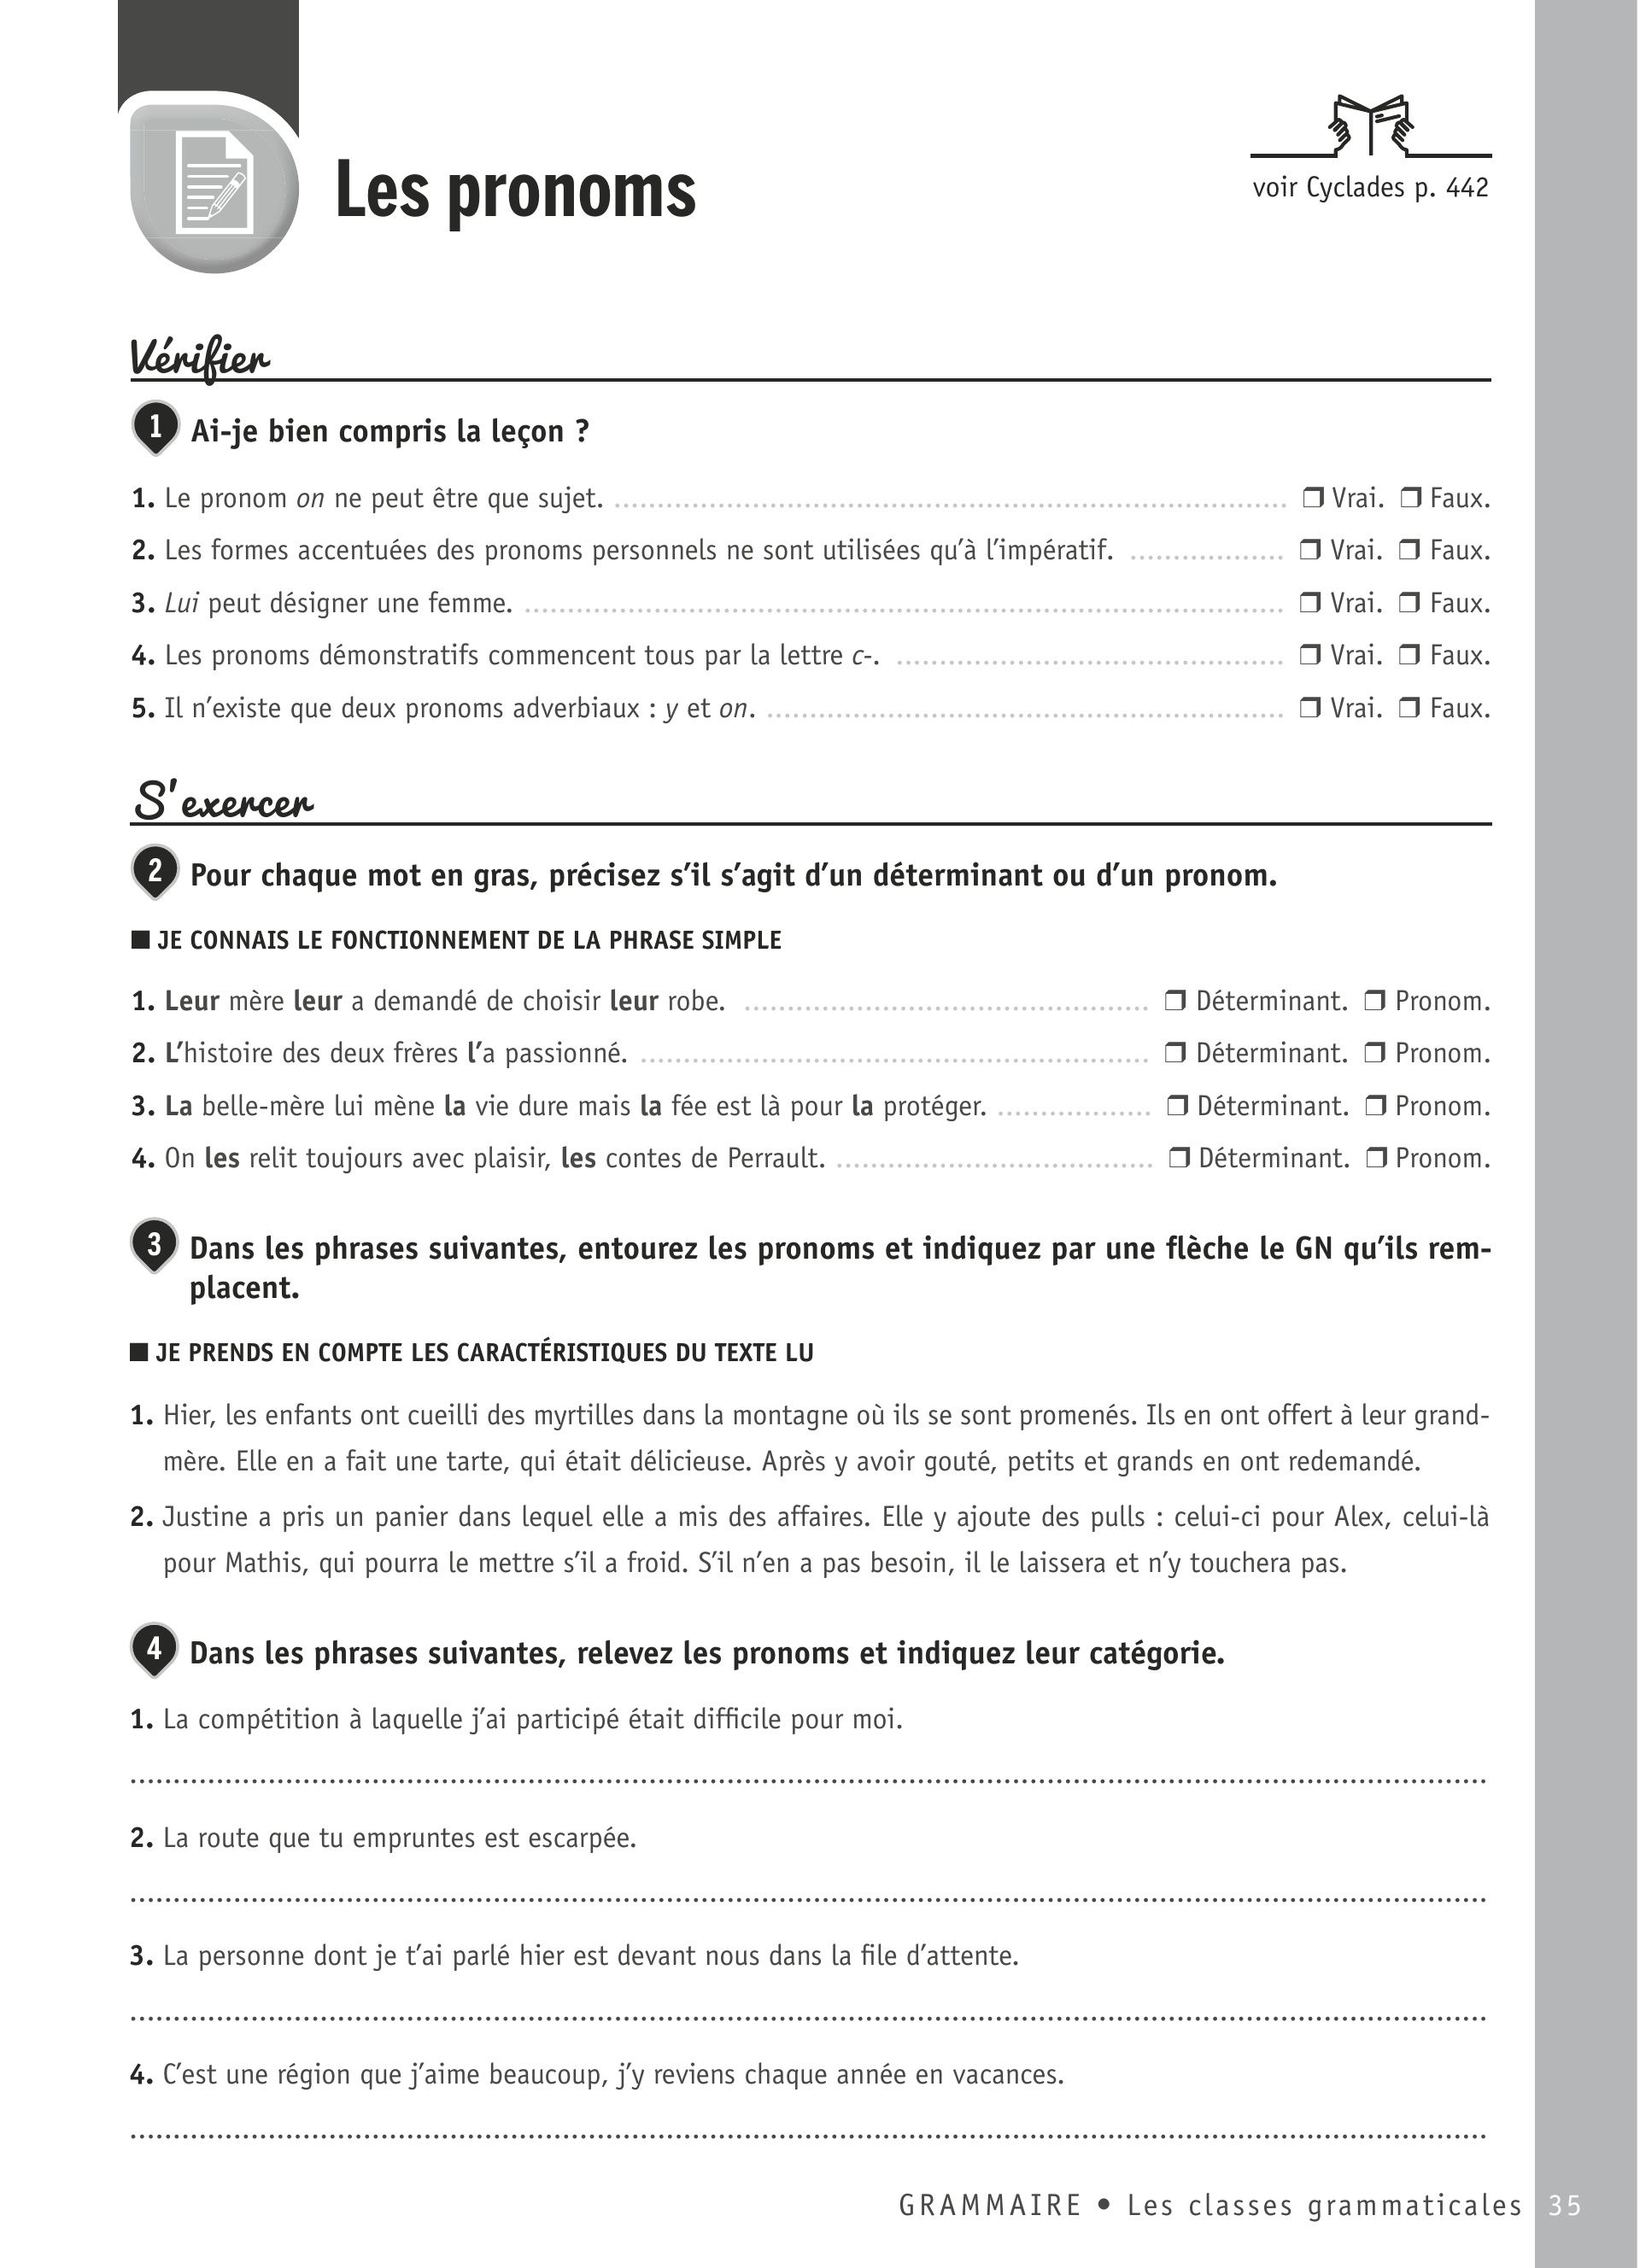 Les pronoms
voir Cyclades p. 442
Vérifier
1 Ai-je bien compris la leçon ?
1. Le pronom on ne peut être que sujet. ........................................ ❒ Vrai. ❒ Faux.
2. Les formes accentuées des pronoms personnels ne sont utilisées qu’à l’impératif. .................. ❒ Vrai. ❒ Faux.
3. Lui peut désigner une femme. ........................................ ❒ Vrai. ❒ Faux.
4. Les pronoms démonstratifs commencent tous par la lettre c-. ........................................ ❒ Vrai. ❒ Faux.
5. Il n’existe que deux pronoms adverbiaux : y et on. ........................................ ❒ Vrai. ❒ Faux.
S'exercer
2 Pour chaque mot en gras, précisez s’il s’agit d’un déterminant ou d’un pronom.
■ JE CONNAIS LE FONCTIONNEMENT DE LA PHRASE SIMPLE
1. Leur mère leur a demandé de choisir leur robe. ........................................ ❒ Déterminant. ❒ Pronom.
2. L’histoire des deux frères l’a passionné. ........................................ ❒ Déterminant. ❒ Pronom.
3. La belle-mère lui mène la vie dure mais la fée est là pour la protéger. .................. ❒ Déterminant. ❒ Pronom.
4. On les relit toujours avec plaisir, les contes de Perrault. ........................................ ❒ Déterminant. ❒ Pronom.
3 Dans les phrases suivantes, entourez les pronoms et indiquez par une flèche le GN qu’ils rem-
placent.
■ JE PRENDS EN COMPTE LES CARACTÉRISTIQUES DU TEXTE LU
1. Hier, les enfants ont cueilli des myrtilles dans la montagne où ils se sont promenés. Ils en ont offert à leur grand-
mère. Elle en a fait une tarte, qui était délicieuse. Après y avoir gouté, petits et grands en ont redemandé.
2. Justine a pris un panier dans lequel elle a mis des affaires. Elle y ajoute des pulls : celui-ci pour Alex, celui-là
pour Mathis, qui pourra le mettre s’il a froid. S’il n’en a pas besoin, il le laissera et n’y touchera pas.
4 Dans les phrases suivantes, relevez les pronoms et indiquez leur catégorie.
1. La compétition à laquelle j’ai participé était difficile pour moi.
2. La route que tu empruntes est escarpée.
3. La personne dont je t’ai parlé hier est devant nous dans la file d’attente.
4. C’est une région que j’aime beaucoup, j’y reviens chaque année en vacances.
GRAMMAIRE • Les classes grammaticales 35